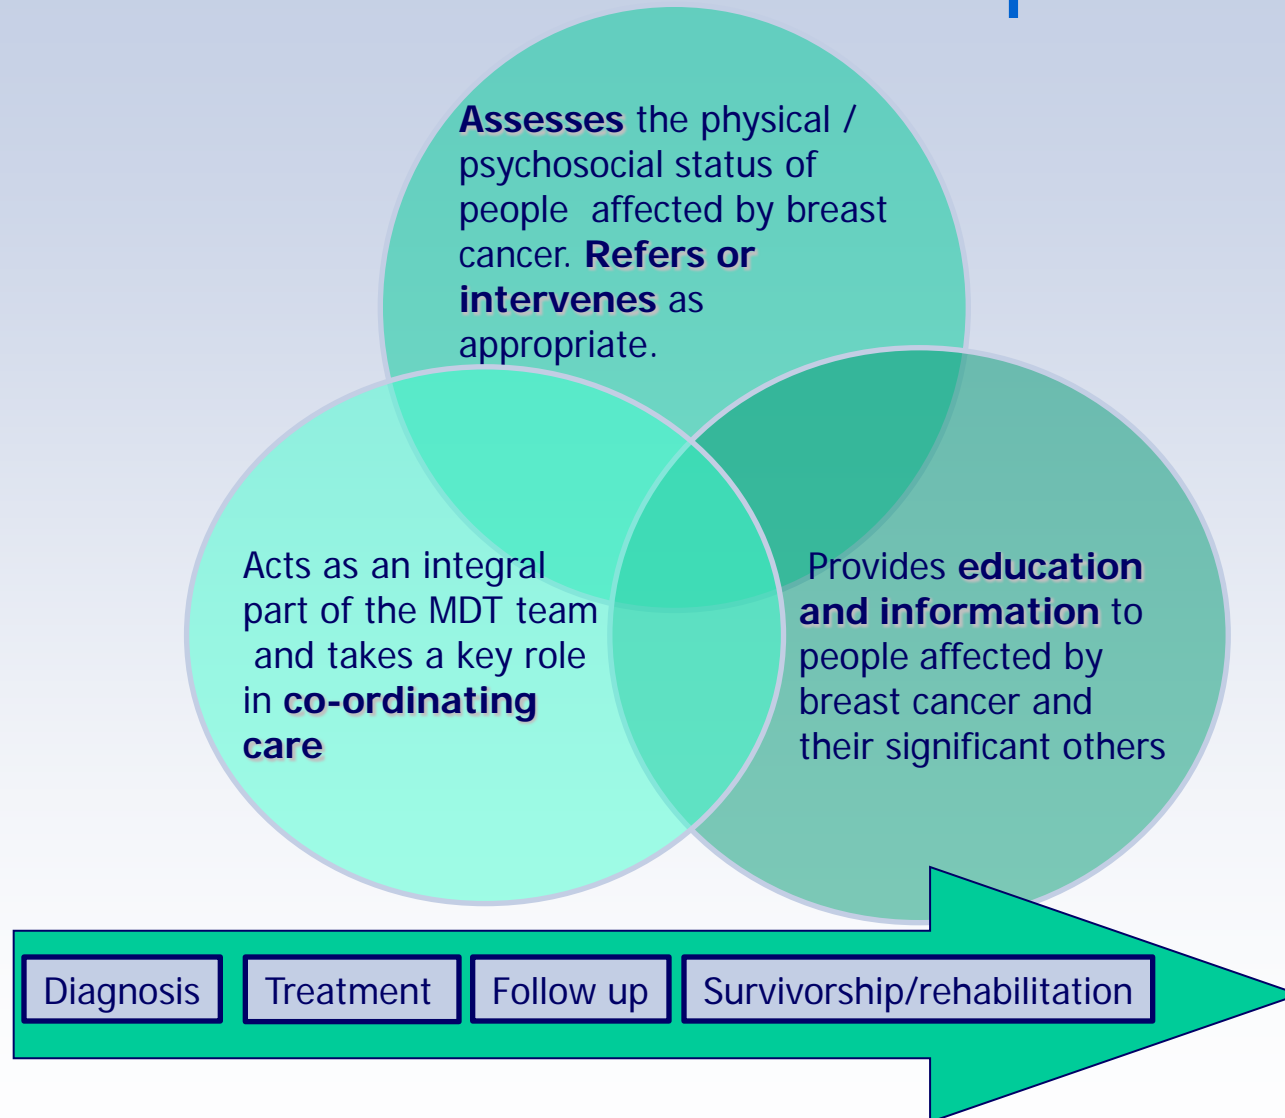 Assesses the physical /
psychosocial status of
people affected by breast
cancer. Refers or
intervenes as
appropriate.
Acts as an integral
part of the MDT team
and takes a key role
in co-ordinating
care
Provides education
and information to
people affected by
breast cancer and
their significant others
Diagnosis
Treatment
Follow up
Survivorship/rehabilitation